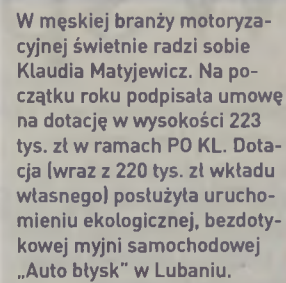 W męskiej branży motoryza-
cyjnej świetnie radzi sobie
Klaudia Matyjewicz. Na po-
czątku roku podpisała umowę
na dotację w wysokości 223
tys. zł w ramach PO KL. Dota-
cja (wraz z 220 tys. zł wkładu
własnego) posłużyła urucho-
mieniu ekologicznej, bezdoty-
kowej myjni samochodowej
„Auto błysk” w Lubaniu.